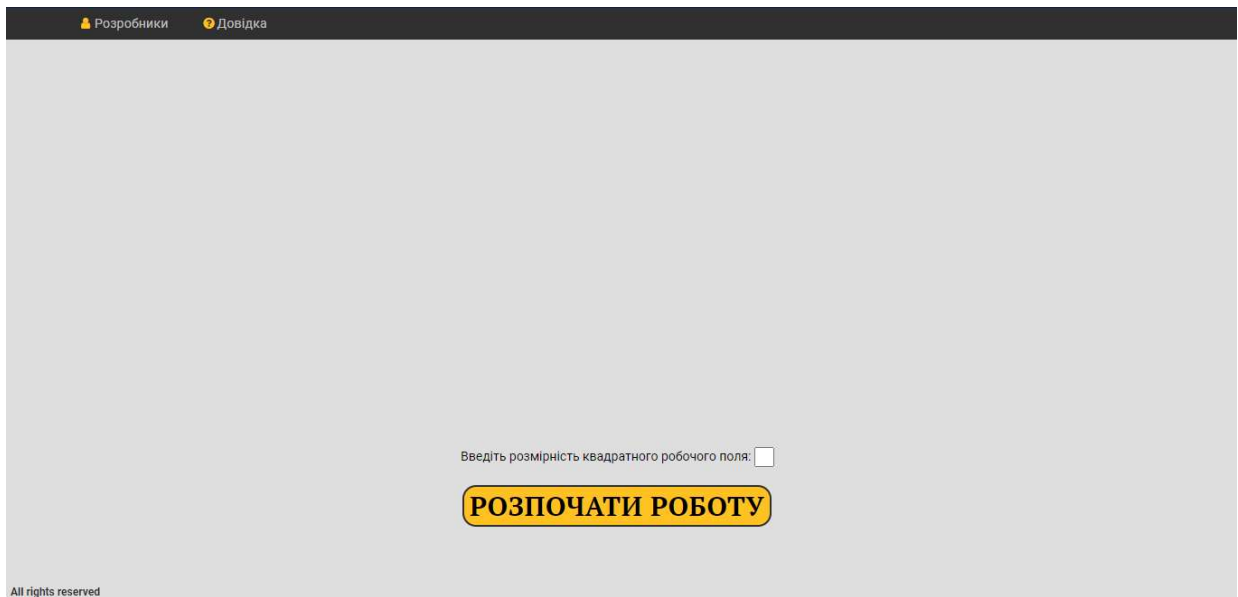 Розробники Довідка
Введіть розмірність квадратного робочого поля:
РОЗПОЧАТИ РОБОТУ
All rights reserved